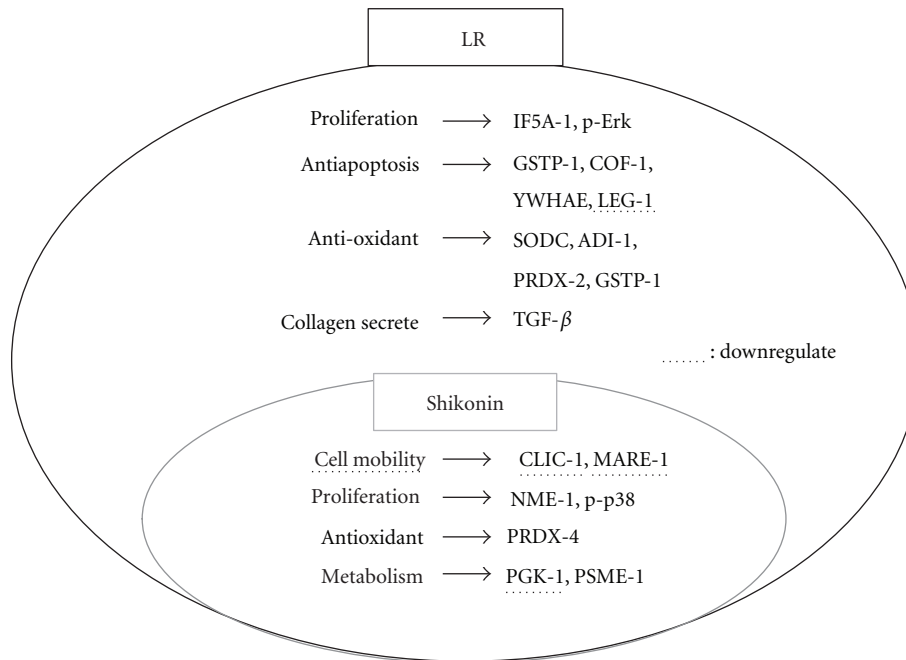 LR
Proliferation → IF5A-1, p-Erk
Antiapoptosis → GSTP-1, COF-1,
YWHAE, LEG-1
Anti-oxidant → SODC, ADI-1,
PRDX-2, GSTP-1
Collagen secrete → TGF-β
: downregulate
Shikonin
Cell mobility → CLIC-1, MARE-1
Proliferation → NME-1, p-p38
Antioxidant → PRDX-4
Metabolism → PGK-1, PSME-1